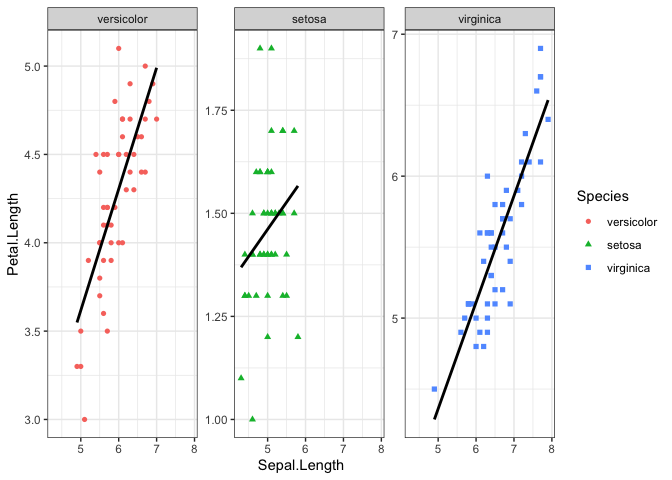 versicolor
setosa
virginica
Petal.Length
5.0
4.5
4.0
3.5
3.0
1.75
1.50
1.25
1.00
7
6
5
5 6 7 8
5 6 7 8
5 6 7 8
Sepal.Length
Species
versicolor
setosa
virginica